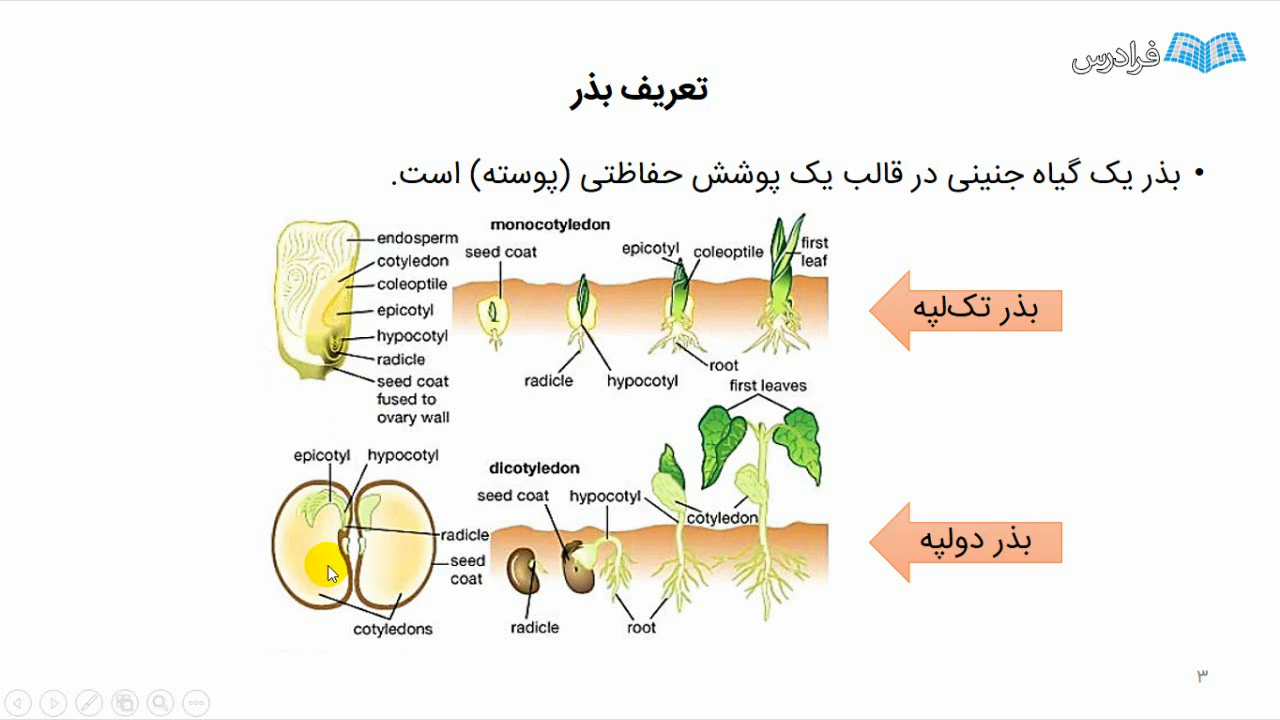 فرادرس
تعریف بذر
• بذر یک گیاه جنینی در قالب یک پوشش حفاظتی (پوسته) است.
monocotyledon
endosperm
cotyledon
coleoptile
epicotyl
hypocotyl
radicle
seed coat
fused to
ovary wall
seed coat
epicotyl
coleoptile
first
leaf
radicle
hypocotyl
root
بذر تک‌لپه
dicotyledon
epicotyl
hypocotyl
radicle
seed
coat
cotyledons
seed coat
hypocotyl
first leaves
cotyledon
radicle
root
بذر دولپه
۳